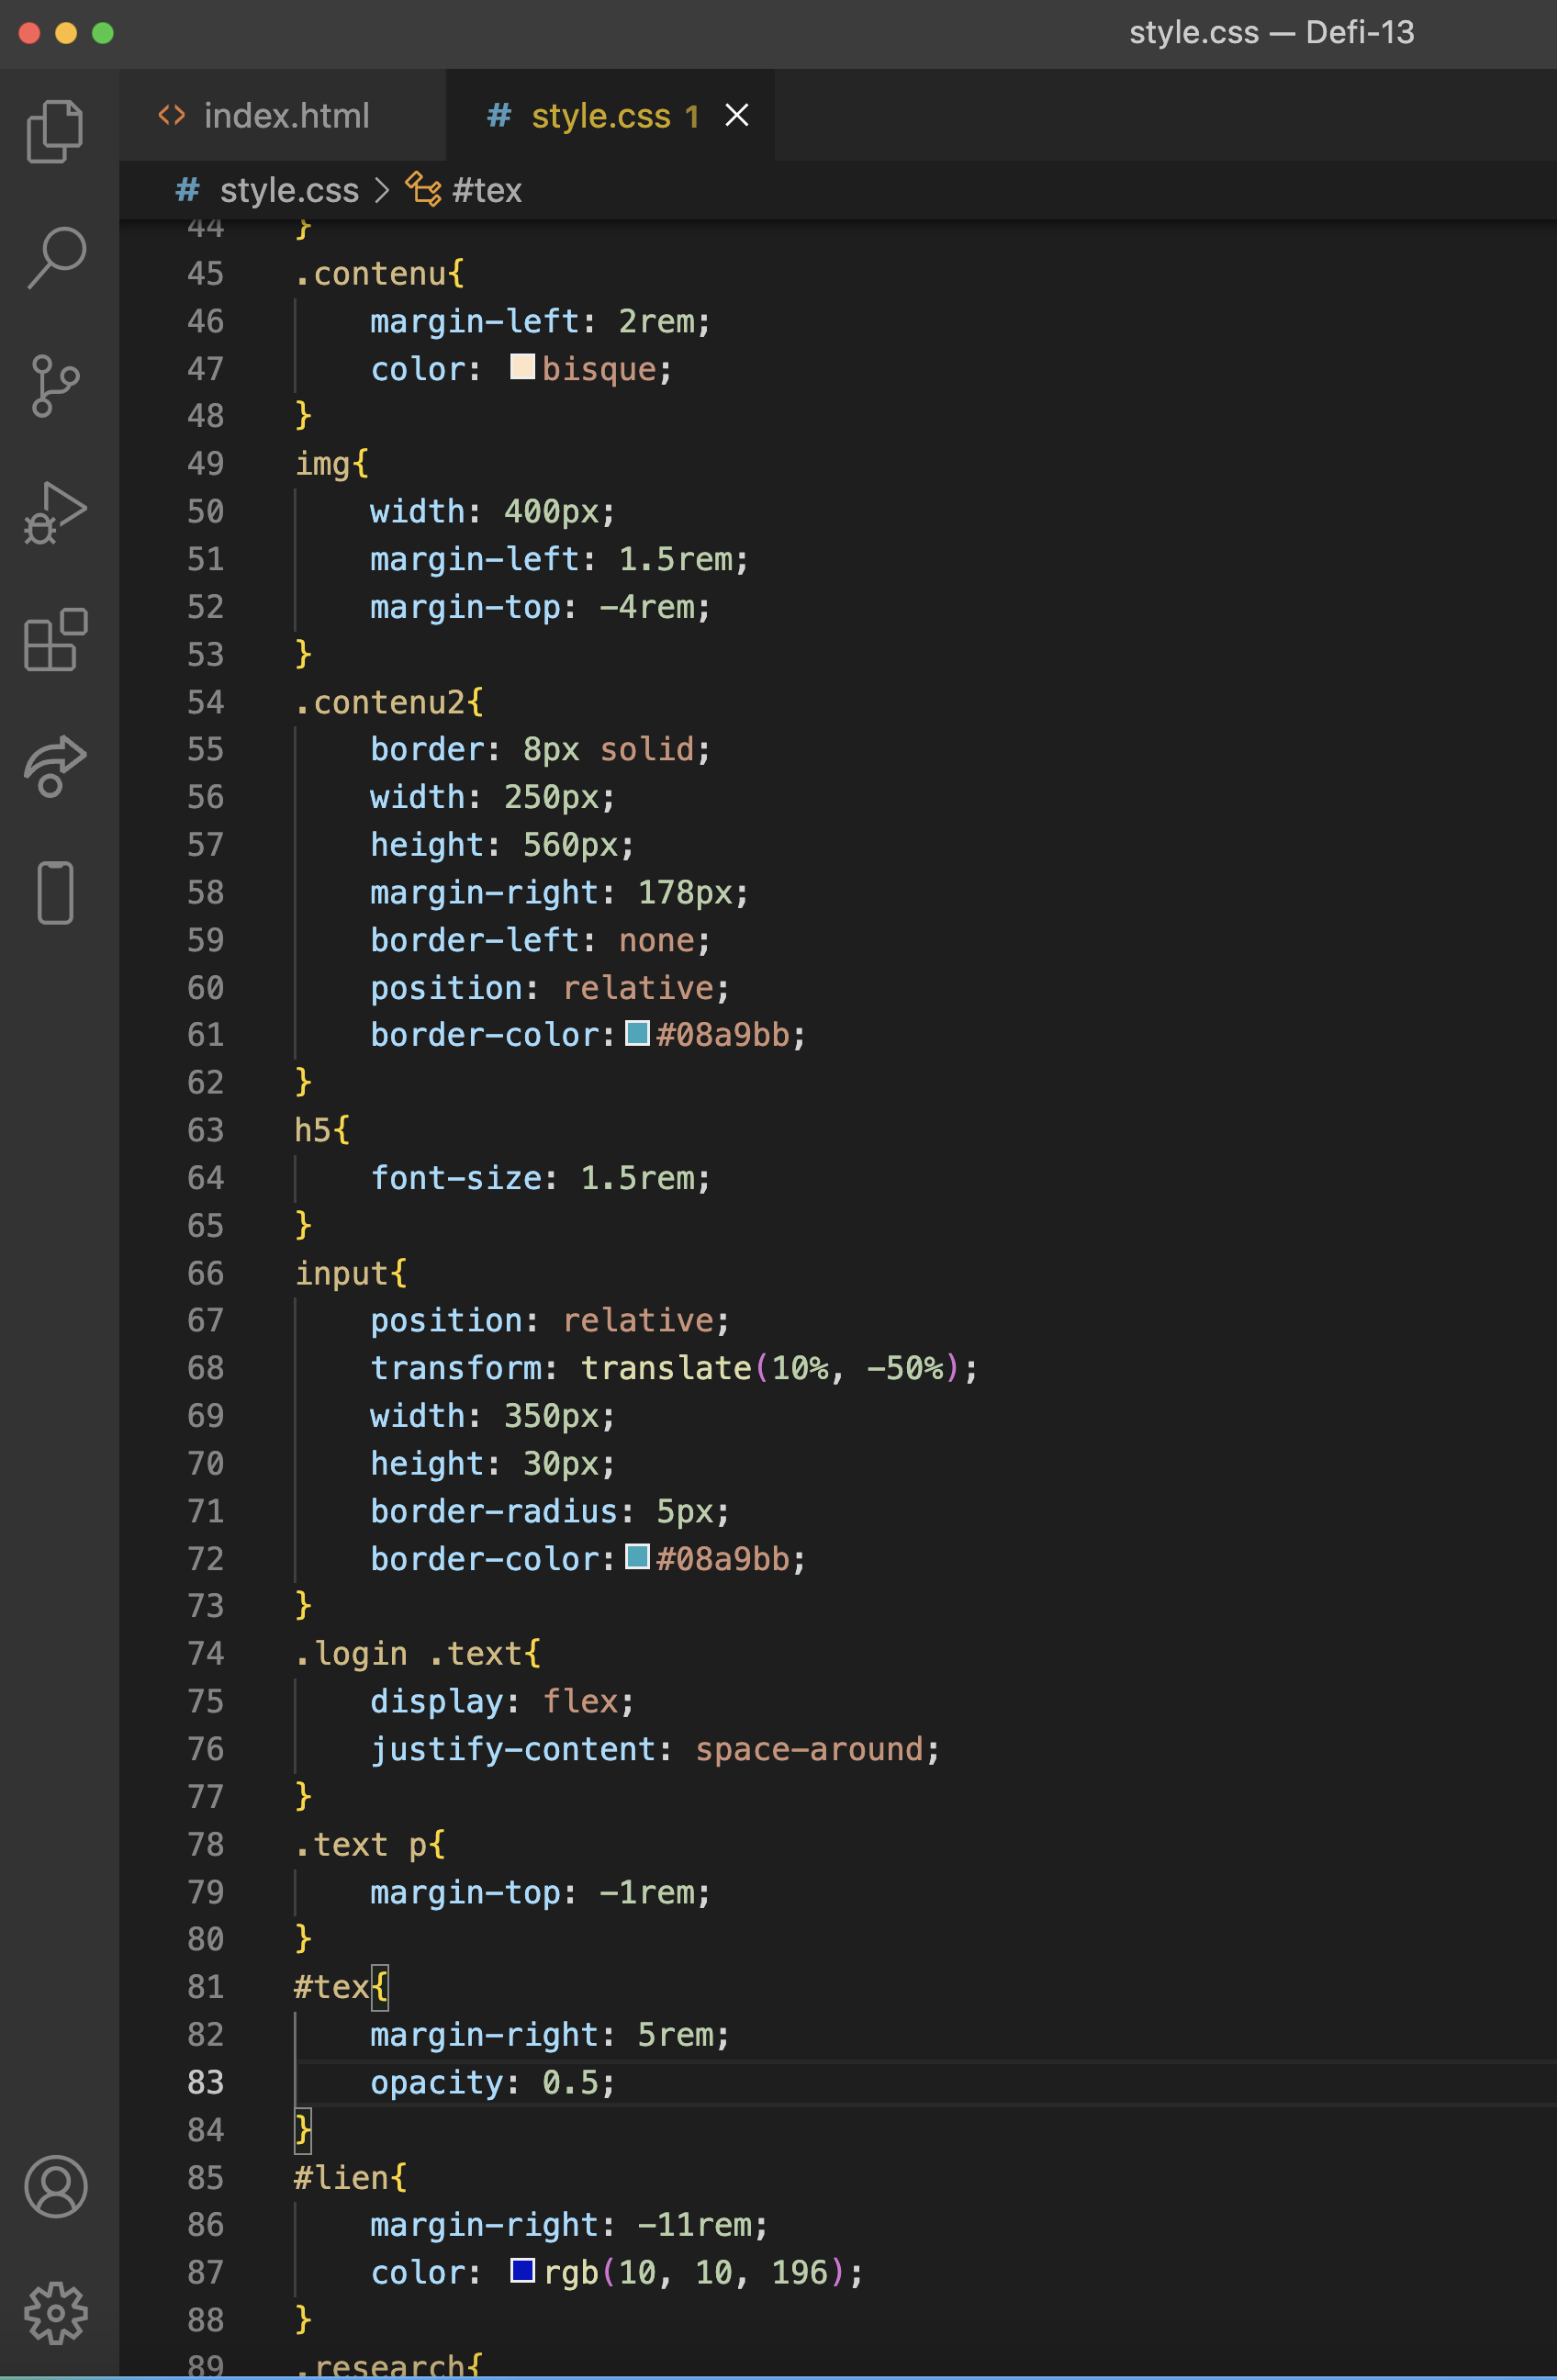 style.css — Defi-13
<> index.html # style.css 1
# style.css > #tex
44 }
45 .contenu{
46 margin-left: 2rem;
47 color: bisque;
48 }
49 img{
50 width: 400px;
51 margin-left: 1.5rem;
52 margin-top: -4rem;
53 }
54 .contenu2{
55 border: 8px solid;
56 width: 250px;
57 height: 560px;
58 margin-right: 178px;
59 border-left: none;
60 position: relative;
61 border-color: #08a9bb;
62 }
63 h5{
64 font-size: 1.5rem;
65 }
66 input{
67 position: relative;
68 transform: translate(10%, -50%);
69 width: 350px;
70 height: 30px;
71 border-radius: 5px;
72 border-color: #08a9bb;
73 }
74 .login .text{
75 display: flex;
76 justify-content: space-around;
77 }
78 .text p{
79 margin-top: -1rem;
80 }
81 #tex{
82 margin-right: 5rem;
83 opacity: 0.5;
84 }
85 #lien{
86 margin-right: -11rem;
87 color: rgb(10, 10, 196);
88 }
89 .research{